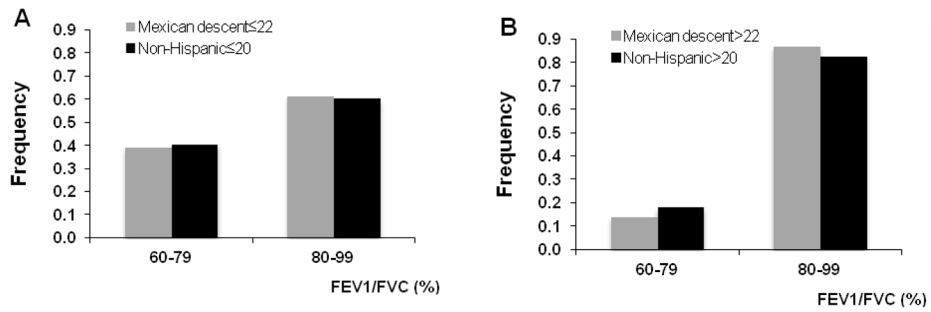 A
Mexican descent≤22
Non-Hispanic≤20
Frequency
0.9
0.8
0.7
0.6
0.5
0.4
0.3
0.2
0.1
0.0
60-79
80-99
FEV1/FVC (%)
B
Mexican descent>22
Non-Hispanic>20
Frequency
0.9
0.8
0.7
0.6
0.5
0.4
0.3
0.2
0.1
0.0
60-79
80-99
FEV1/FVC (%)